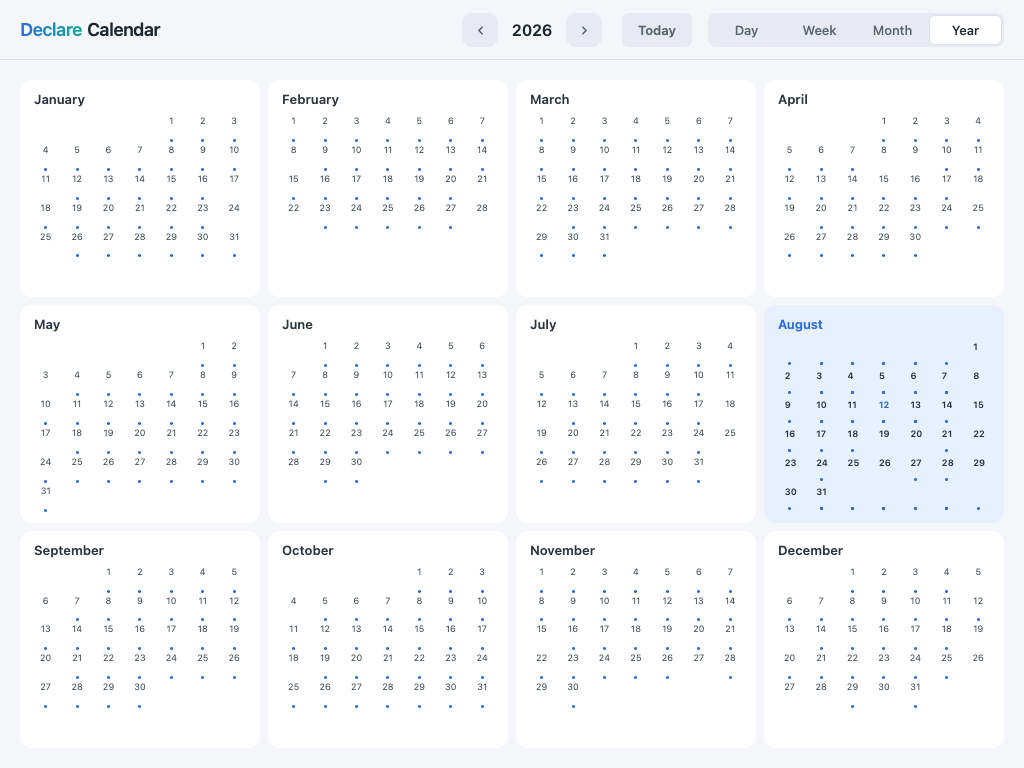 Declare Calendar
2026
Today
Day Week Month Year
January February March April
1 2 3 1 2 3 4 5 6 7 1 2 3 4 5 6 7 1 2 3 4
4 5 6 7 8 9 10 8 9 10 11 12 13 14 8 9 10 11 12 13 14 5 6 7 8 9 10 11
11 12 13 14 15 16 17 15 16 17 18 19 20 21 15 16 17 18 19 20 21 12 13 14 15 16 17 18
18 19 20 21 22 23 24 22 23 24 25 26 27 28 22 23 24 25 26 27 28 19 20 21 22 23 24 25
25 26 27 28 29 30 31 29 30 31 26 27 28 29 30
May June July August
1 2 1 2 3 4 5 6 1 2 3 4 1
3 4 5 6 7 8 9 7 8 9 10 11 12 13 5 6 7 8 9 10 11 2 3 4 5 6 7 8
10 11 12 13 14 15 16 14 15 16 17 18 19 20 12 13 14 15 16 17 18 9 10 11 12 13 14 15
17 18 19 20 21 22 23 21 22 23 24 25 26 27 19 20 21 22 23 24 25 16 17 18 19 20 21 22
24 25 26 27 28 29 30 28 29 30 26 27 28 29 30 31 23 24 25 26 27 28 29
31 30 31
September October November December
1 2 3 4 5 1 2 3 1 2 3 4 5 6 7 1 2 3 4 5
6 7 8 9 10 11 12 4 5 6 7 8 9 10 8 9 10 11 12 13 14 6 7 8 9 10 11 12
13 14 15 16 17 18 19 11 12 13 14 15 16 17 15 16 17 18 19 20 21 13 14 15 16 17 18 19
20 21 22 23 24 25 26 18 19 20 21 22 23 24 22 23 24 25 26 27 28 20 21 22 23 24 25 26
27 28 29 30 25 26 27 28 29 30 31 29 30 27 28 29 30 31